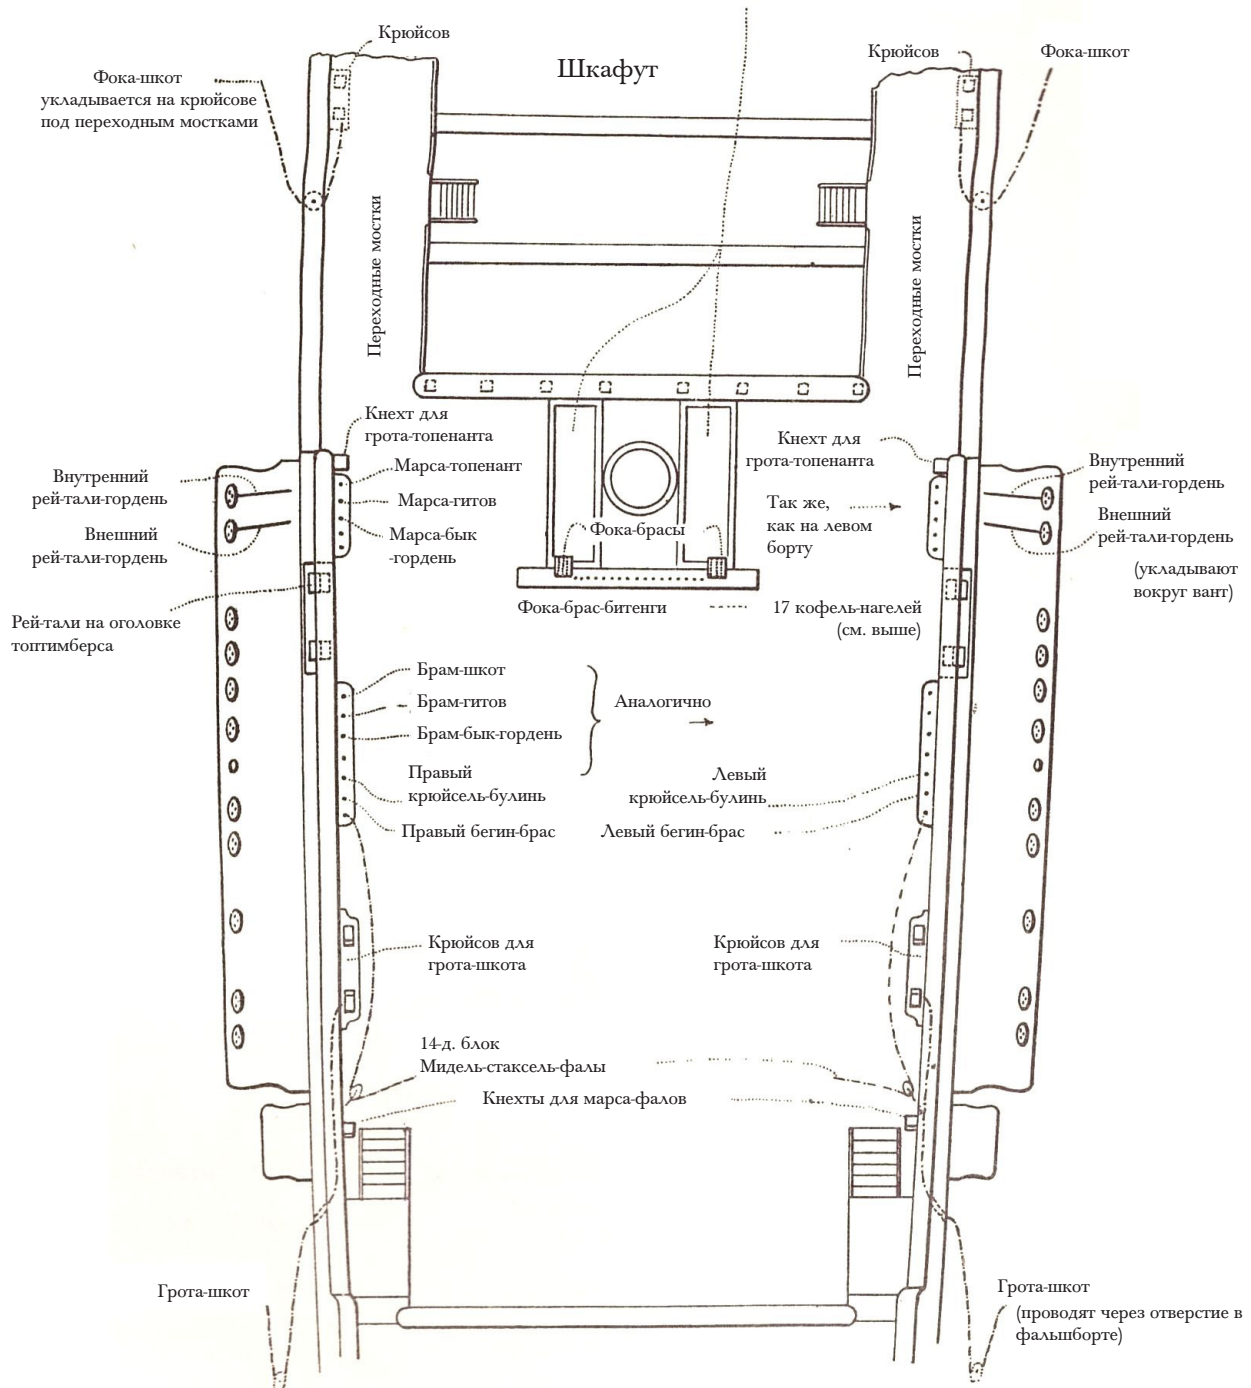 Крюйсов
Шкафут
Крюйсов
Фока-шкот
Фока-шкот
укладывается на крюйсове
под переходным мостками
Переходные мостки
Переходные мостки
Кнехт для
грота-топенанта
Марса-топенант
Марса-гитов
Марса-бык
-гордень
Внутренний
рей-тали-гордень
Внешний
рей-тали-гордень
Рей-тали на оголовке
топтимберса
Кнехт для
грота-топенанта
Так же,
как на левом
борту
Внутренний
рей-тали-гордень
Внешний
рей-тали-гордень
(укладывают
вокруг вант)
Фока-брасы
Фока-брас-битенги
17 кофель-нагелей
(см. выше)
Брам-шкот
Брам-гитов
Брам-бык-гордень
Аналогично
Правый
крюйсель-булинь
Правый бегин-брас
Левый
крюйсель-булинь
Левый бегин-брас
Крюйсов для
грота-шкота
Крюйсов для
грота-шкота
14-д. блок
Мидель-стаксель-фалы
Кнехты для марса-фалов
Грота-шкот
Грота-шкот
(проводят через отверстие в
фальшборте)